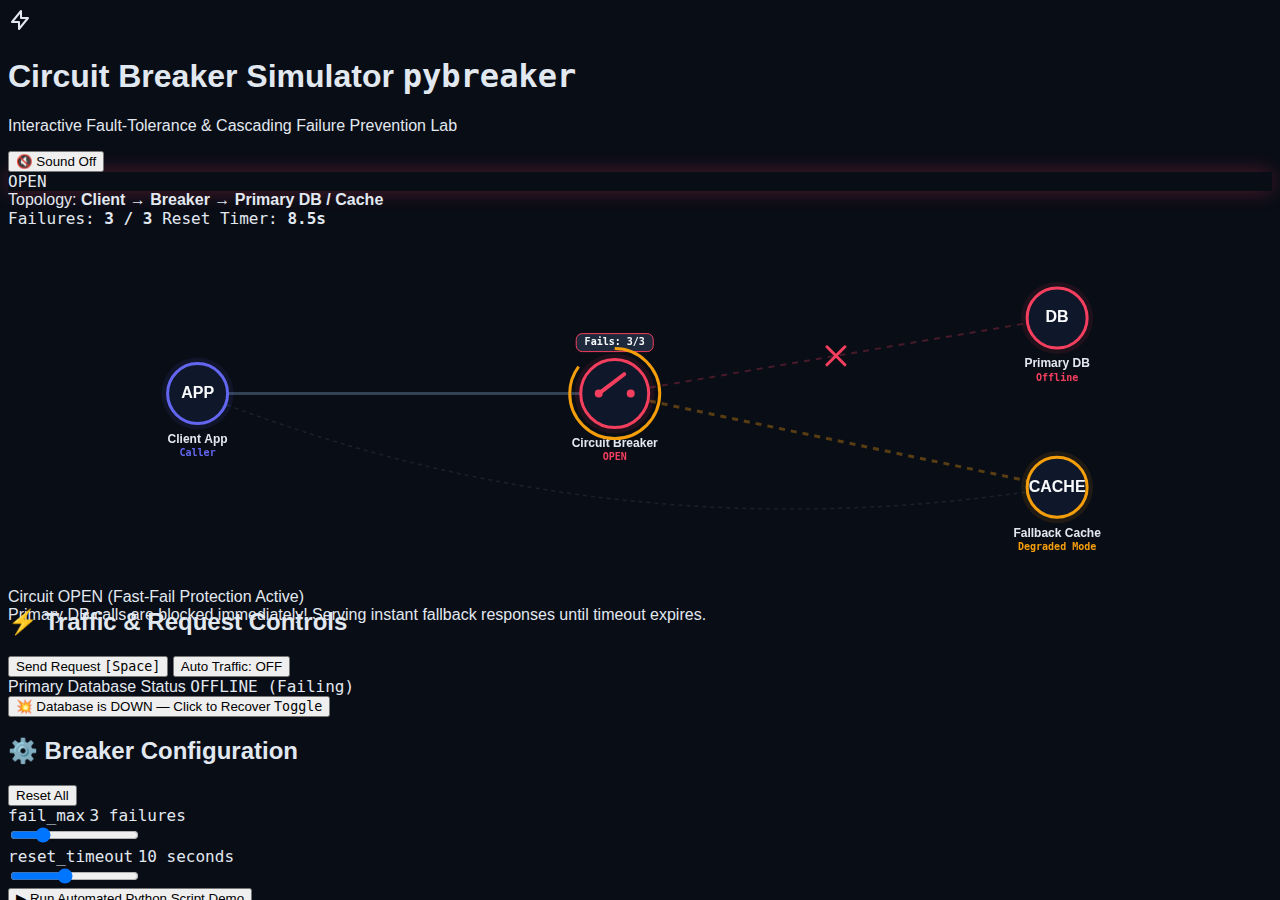 Circuit Breaker Simulator pybreaker
Interactive Fault-Tolerance & Cascading Failure Prevention Lab
🔇 Sound Off
OPEN
Topology: Client → Breaker → Primary DB / Cache
Failures: 3 / 3 Reset Timer: 8.5s
DB
Primary DB
Offline
Fails: 3/3
APP
Client App
Caller
Circuit Breaker
OPEN
CACHE
Fallback Cache
Degraded Mode
Circuit OPEN (Fast-Fail Protection Active)
Primary DB calls are blocked immediately! Serving instant fallback responses until timeout expires.
⚡ Traffic & Request Controls
Send Request [Space] Auto Traffic: OFF
Primary Database Status OFFLINE (Failing)
💥 Database is DOWN — Click to Recover Toggle
⚙️ Breaker Configuration
Reset All
fail_max 3 failures
reset_timeout 10 seconds
▶ Run Automated Python Script Demo